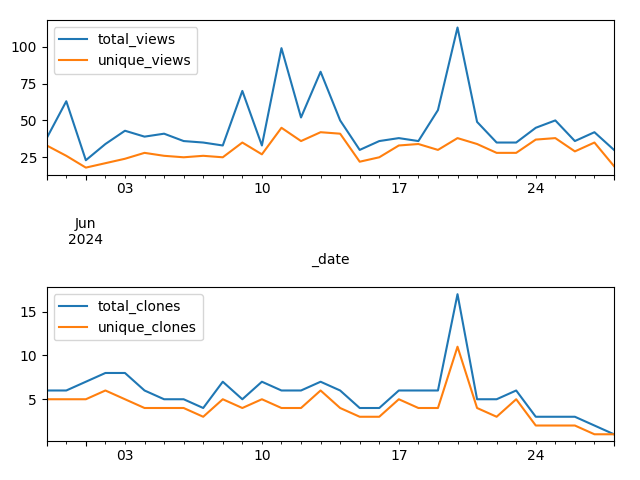 total_views
unique_views
100
75
50
25
03 10 17 24
Jun
2024
_date
total_clones
unique_clones
15
10
5
03 10 17 24